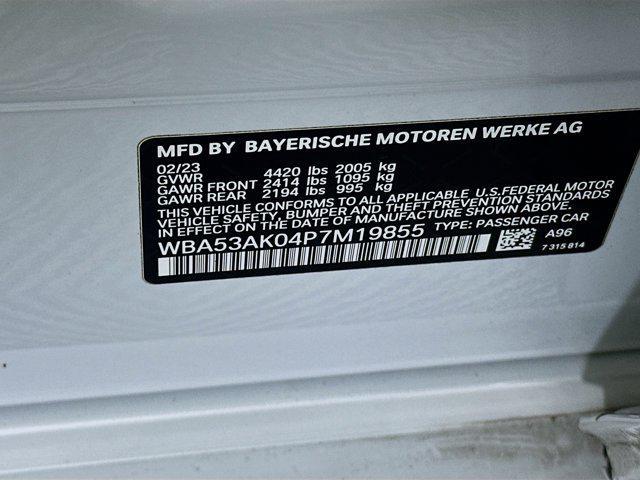 MFD BY BAYERISCHE MOTOREN WERKE AG
02/23
GVWR 4420 lbs 2005 kg
GAWR FRONT 2414 lbs 1095 kg
GAWR REAR 2194 lbs 995 kg
THIS VEHICLE CONFORMS TO ALL APPLICABLE U.S.FEDERAL MOTOR
VEHICLE SAFETY, BUMPER AND THEFT PREVENTION STANDARDS
IN EFFECT ON THE DATE OF MANUFACTURE SHOWN ABOVE.
WBA53AK04P7M19855 TYPE: PASSENGER CAR
A96
7 315 814